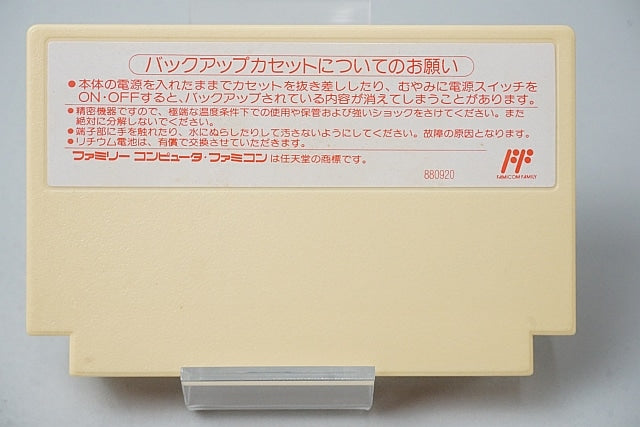 バックアップカセットについてのお願い
●本体の電源を入れたままでカセットを抜き差ししたり、むやみに電源スイッチを
ON・OFFすると、バックアップされている内容が消えてしまうことがあります。
●精密機器ですので、極端な温度条件下での使用や保管および強いショックをさけてください。また
絶対に分解しないでください。
●端子部に手を触れたり、水にぬらしたりして汚さないようにしてください。故障の原因となります。
●リチウム電池は、有償で交換させていただきます。
ファミリーコンピュータ・ファミコンは任天堂の商標です。
FAMICOM FAMILY
880920